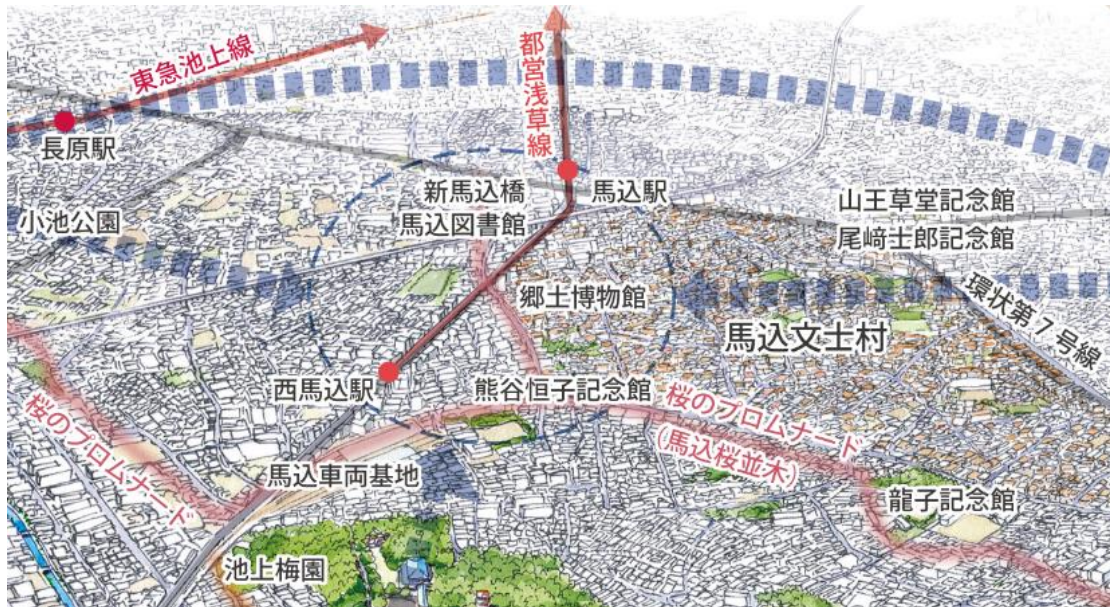 東急池上線
都営浅草線
長原駅
新馬込橋
馬込図書館
馬込駅
山王草堂記念館
尾﨑士郎記念館
小池公園
郷土博物館
環状第7号線
馬込文士村
西馬込駅
熊谷恒子記念館
桜のプロムナード
(馬込桜並木)
桜のプロムナード
馬込車両基地
龍子記念館
池上梅園